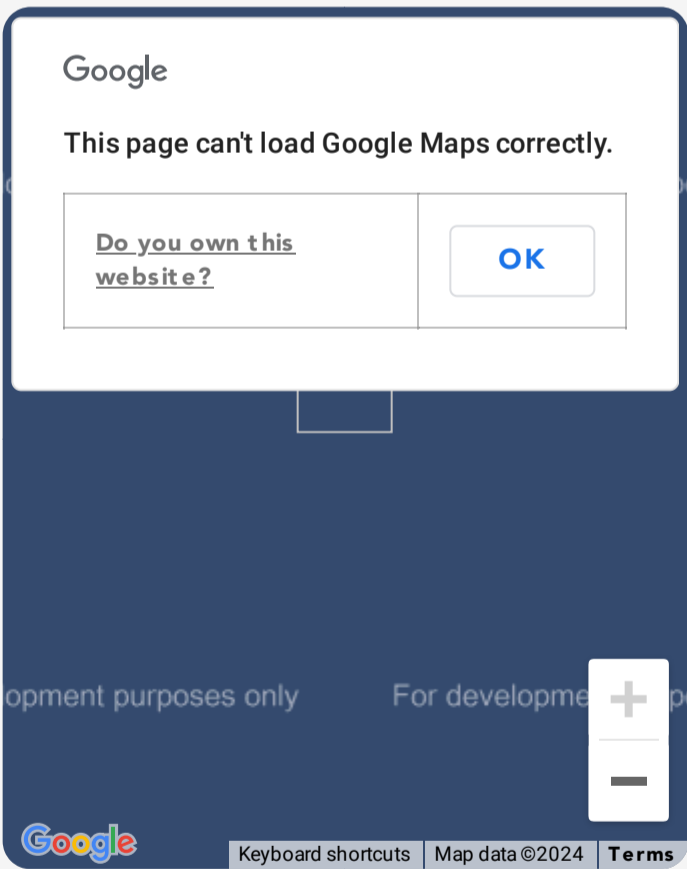 Google
This page can't load Google Maps correctly.
Do you own this
website?
OK
opment purposes only
For developme
Google
Keyboard shortcuts
Map data ©2024
Terms